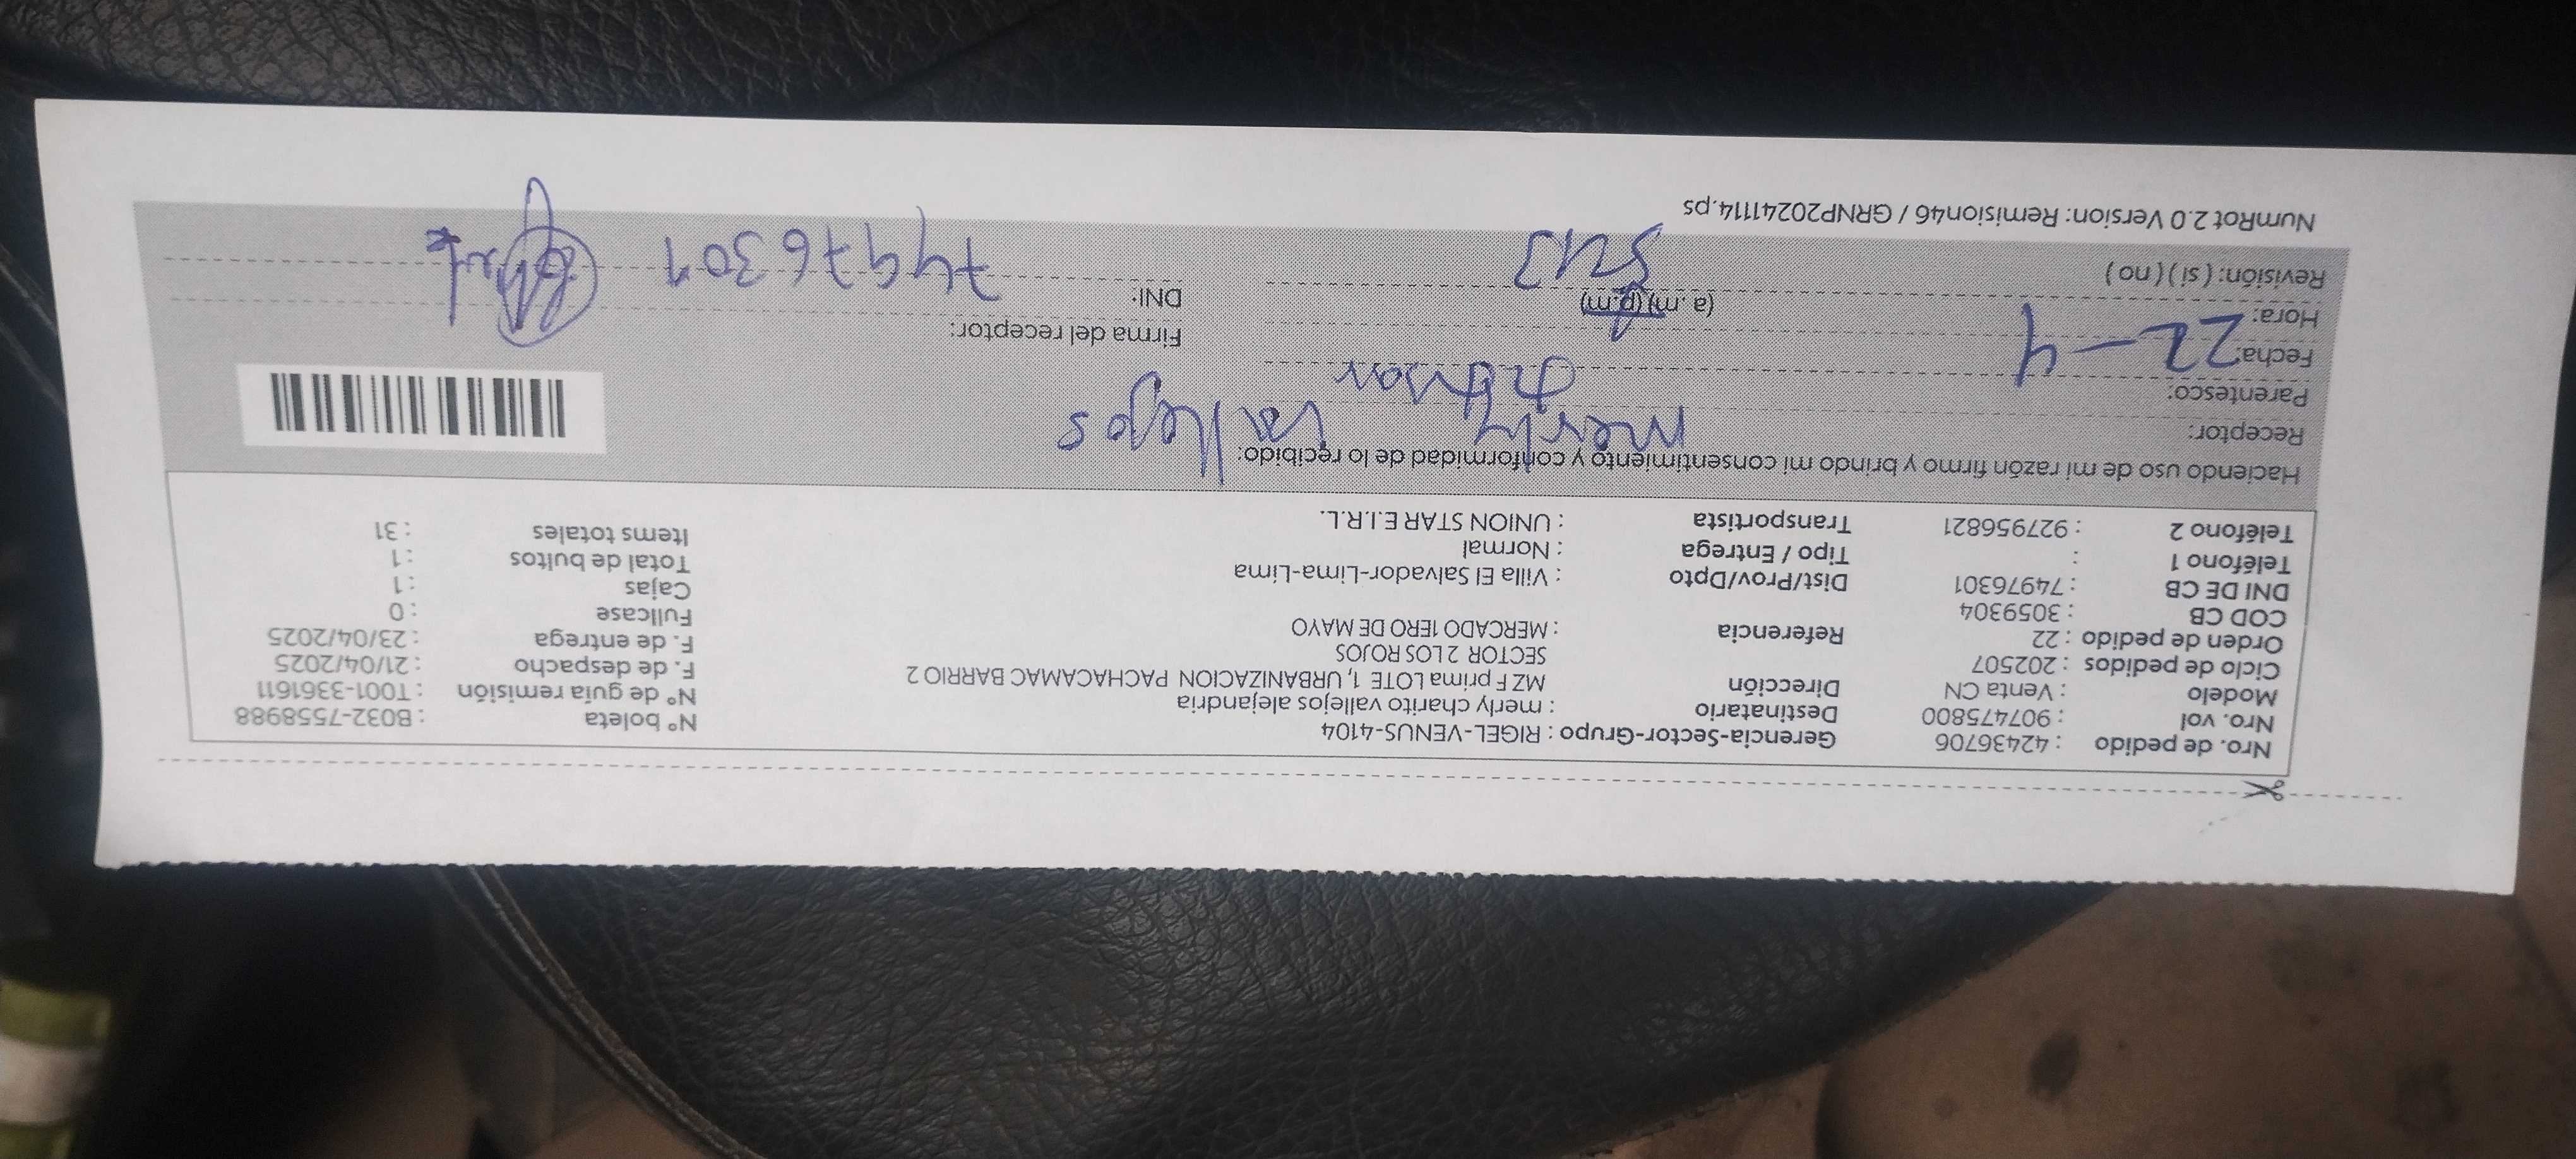 Nro. de pedido : 42436706 Gerencia-Sector-Grupo : RIGEL-VENUS-4104 N° boleta : B032-7558988
Nro. vol : 907475800 Destinatario : merly charito vallejos alejandria N° de guía remisión : T001-3361611
Modelo : Venta CN Dirección MZ F prima LOTE 1, URBANIZACION PACHACAMAC BARRIO 2 F. de despacho : 21/04/2025
Ciclo de pedidos : 202507 SECTOR 2 LOS ROJOS F. de entrega : 23/04/2025
Orden de pedido : 22 Referencia : MERCADO 1ERO DE MAYO Fullcase : 0
COD CB : 3059304 Cajas : 1
DNI DE CB : 74976301 Dist/Prov/Dpto : Villa El Salvador-Lima-Lima Total de bultos : 1
Teléfono 1 : Tipo / Entrega : Normal Items totales : 31
Teléfono 2 : 927956821 Transportista : UNION STAR E.I.R.L.
Haciendo uso de mi razón firmo y brindo mi consentimiento y conformidad de lo recibido:
Receptor: merly vallejos
Parentesco:
Fecha: 22-4 Firma del receptor:
Hora: (a.m) (p.m) DNI: 74976301
Revisión: ( si ) ( no )
NumRot 2.0 Version: Remision46 / GRNP20241114.ps